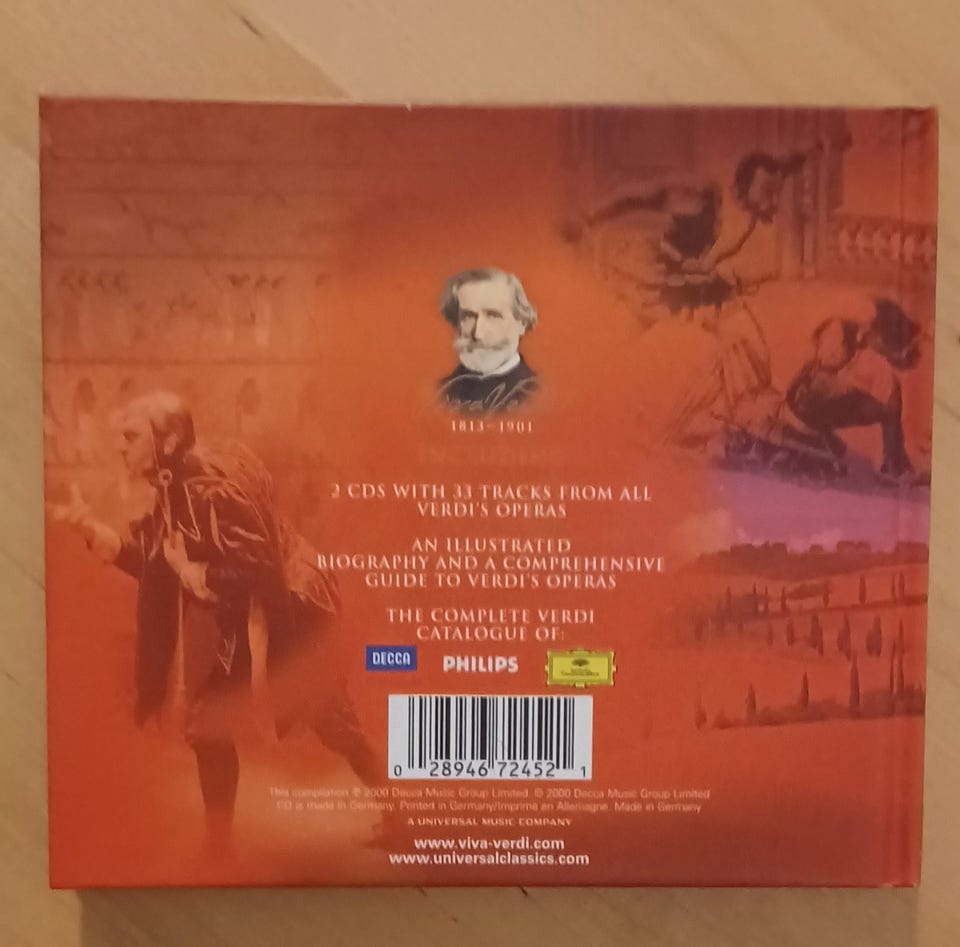 1813-1901
INCLUDING
2 CDS WITH 33 TRACKS FROM ALL
VERDI'S OPERAS
AN ILLUSTRATED
BIOGRAPHY AND A COMPREHENSIVE
GUIDE TO VERDI'S OPERAS
THE COMPLETE VERDI
CATALOGUE OF:
DECCA PHILIPS
0 28946 72452 1
This compilation ℗ 2000 Decca Music Group Limited. © 2000 Decca Music Group Limited
CD is made in Germany. Printed in Germany/Imprimé en Allemagne. Made in Germany
A UNIVERSAL MUSIC COMPANY
www.viva-verdi.com
www.universalclassics.com